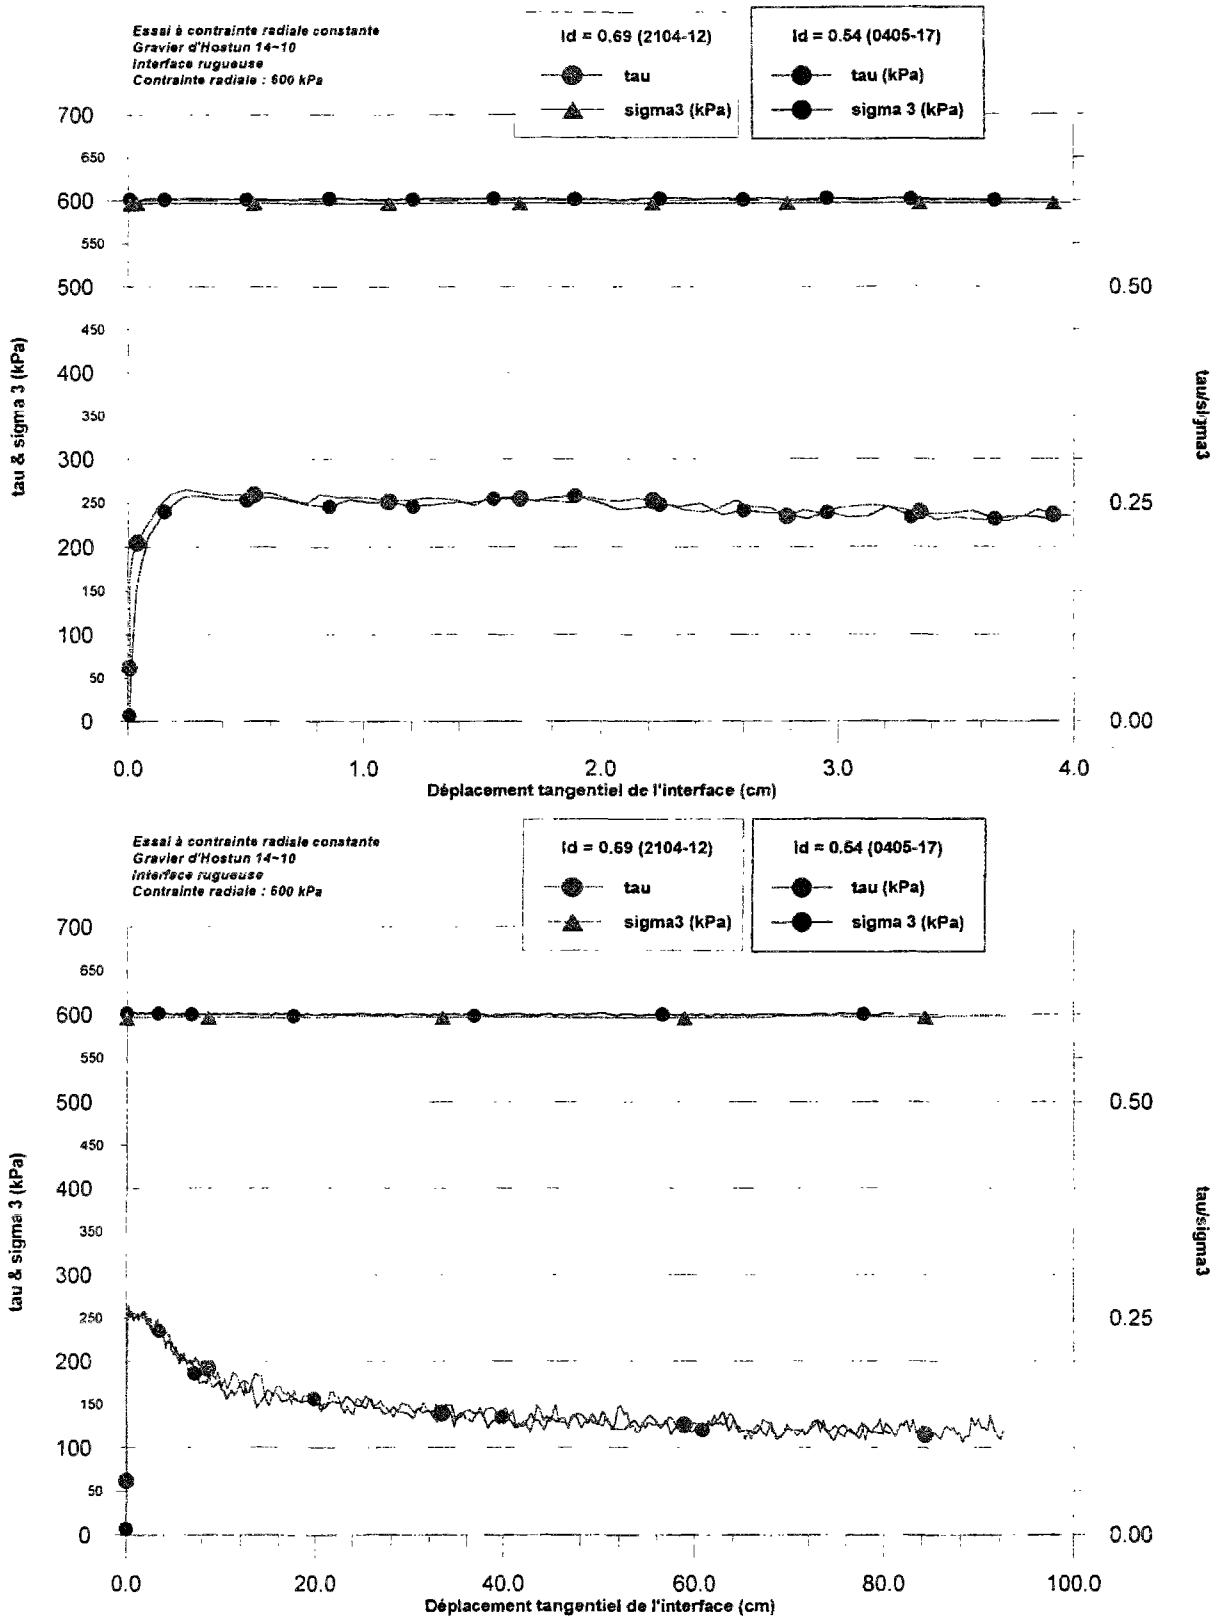 Essai à contrainte radiale constante
Gravier d'Hostun 14~10
Interface rugueuse
Contrainte radiale : 600 kPa
Id = 0.69 (2104-12)
tau
sigma3 (kPa)
Id = 0.54 (0405-17)
tau (kPa)
sigma 3 (kPa)
700
650
600
550
500
450
400
350
300
250
200
150
100
50
0
tau & sigma 3 (kPa)
0.50
0.25
0.00
tau/sigma3
0.0
1.0
2.0
3.0
4.0
Déplacement tangentiel de l'interface (cm)
Essai à contrainte radiale constante
Gravier d'Hostun 14~10
Interface rugueuse
Contrainte radiale : 600 kPa
Id = 0.69 (2104-12)
tau
sigma3 (kPa)
Id = 0.54 (0405-17)
tau (kPa)
sigma 3 (kPa)
700
650
600
550
500
450
400
350
300
250
200
150
100
50
0
tau & sigma 3 (kPa)
0.50
0.25
0.00
tau/sigma3
0.0
20.0
40.0
60.0
80.0
100.0
Déplacement tangentiel de l'interface (cm)